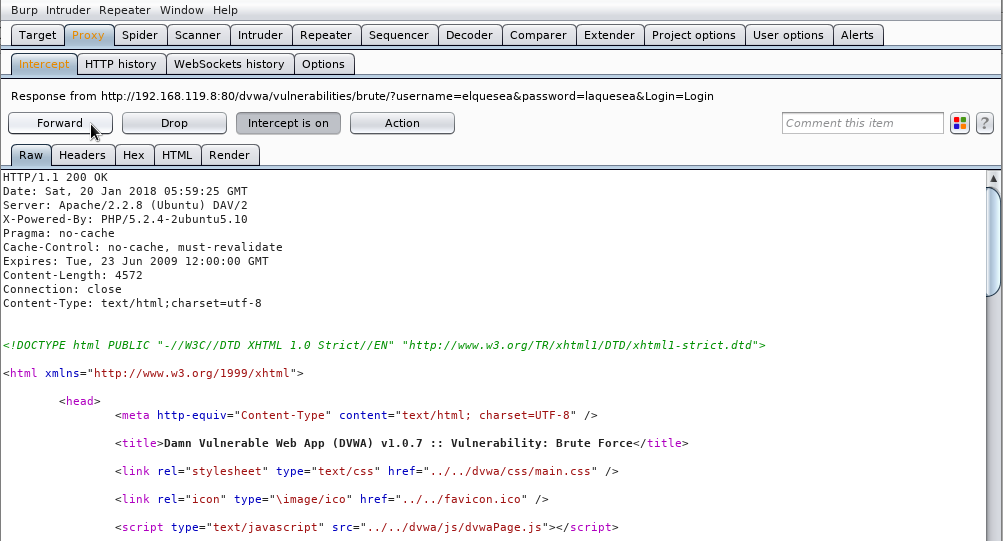 Burp Intruder Repeater Window Help
Target Proxy Spider Scanner Intruder Repeater Sequencer Decoder Comparer Extender Project options User options Alerts
Intercept HTTP history WebSockets history Options
Response from http://192.168.119.8:80/dvwa/vulnerabilities/brute/?username=elquesea&password=laquesea&Login=Login
Forward Drop Intercept is on Action Comment this item ?
Raw Headers Hex HTML Render
HTTP/1.1 200 OK
Date: Sat, 20 Jan 2018 05:59:25 GMT
Server: Apache/2.2.8 (Ubuntu) DAV/2
X-Powered-By: PHP/5.2.4-2ubuntu5.10
Pragma: no-cache
Cache-Control: no-cache, must-revalidate
Expires: Tue, 23 Jun 2009 12:00:00 GMT
Content-Length: 4572
Connection: close
Content-Type: text/html;charset=utf-8
<!DOCTYPE html PUBLIC "-//W3C//DTD XHTML 1.0 Strict//EN" "http://www.w3.org/TR/xhtml1/DTD/xhtml1-strict.dtd">
<html xmlns="http://www.w3.org/1999/xhtml">
<head>
<meta http-equiv="Content-Type" content="text/html; charset=UTF-8" />
<title>Damn Vulnerable Web App (DVWA) v1.0.7 :: Vulnerability: Brute Force</title>
<link rel="stylesheet" type="text/css" href="../../dvwa/css/main.css" />
<link rel="icon" type="\image/ico" href="../../favicon.ico" />
<script type="text/javascript" src="../../dvwa/js/dvwaPage.js"></script>